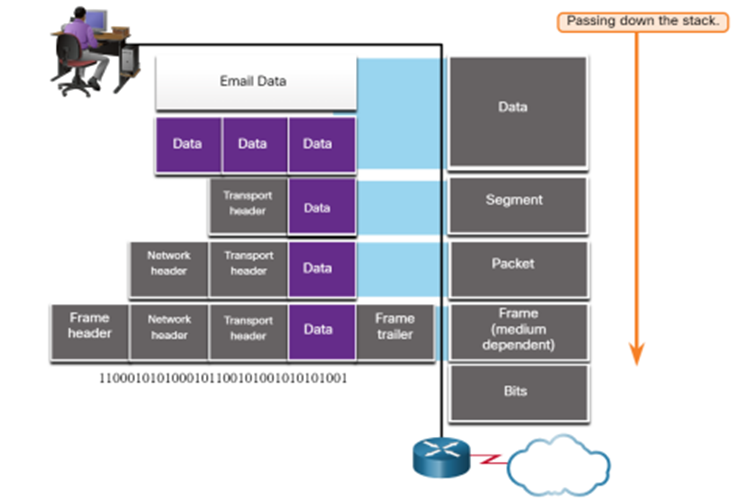 Passing down the stack.
Email Data
Data
Data
Data
Data
Transport
header
Data
Segment
Network
header
Transport
header
Data
Packet
Frame
header
Network
header
Transport
header
Data
Frame
trailer
Frame
(medium
dependent)
1100010101000101100101001010101001
Bits